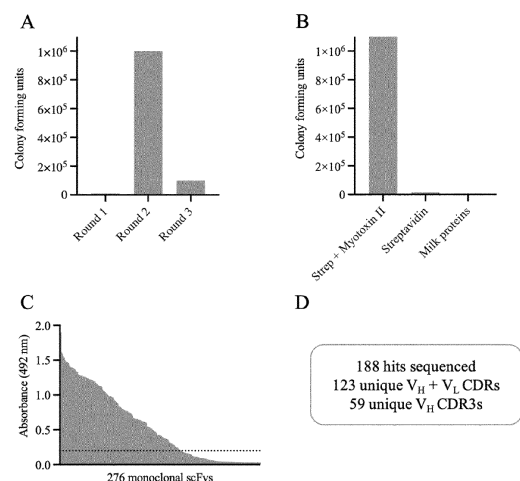 A
Colony forming units
1×10⁶
8×10⁵
6×10⁵
4×10⁵
2×10⁵
0
Round 1
Round 2
Round 3
B
Colony forming units
1×10⁶
8×10⁵
6×10⁵
4×10⁵
2×10⁵
0
Strep + Myotoxin II
Streptavidin
Milk proteins
C
Absorbance (492 nm)
2.0
1.5
1.0
0.5
0.0
276 monoclonal scFvs
D
188 hits sequenced
123 unique V_H + V_L CDRs
59 unique V_H CDR3s